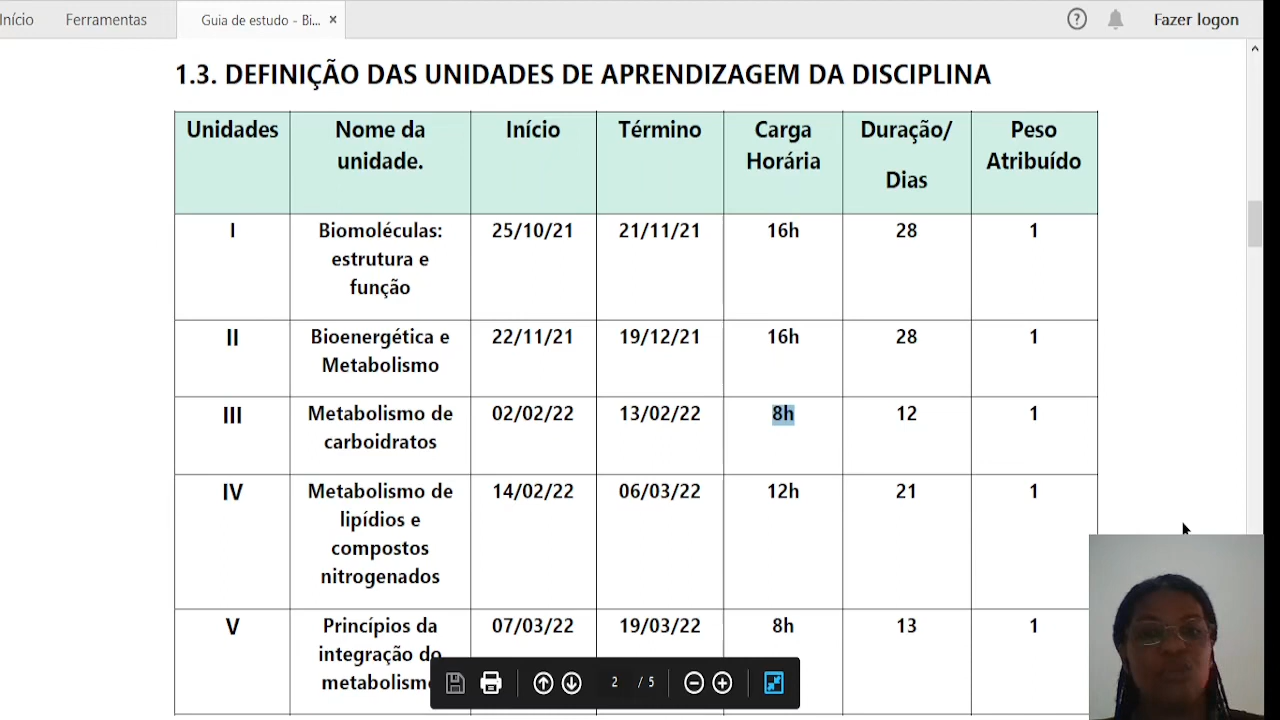 Início Ferramentas Guia de estudo - Bi... × ? Fazer logon
1.3. DEFINIÇÃO DAS UNIDADES DE APRENDIZAGEM DA DISCIPLINA
Unidades Nome da unidade. Início Término Carga Horária Duração/ Dias Peso Atribuído
I Biomoléculas: estrutura e função 25/10/21 21/11/21 16h 28 1
II Bioenergética e Metabolismo 22/11/21 19/12/21 16h 28 1
III Metabolismo de carboidratos 02/02/22 13/02/22 8h 12 1
IV Metabolismo de lipídios e compostos nitrogenados 14/02/22 06/03/22 12h 21 1
V Princípios da integração do metabolism 07/03/22 19/03/22 8h 13 1
2 / 5